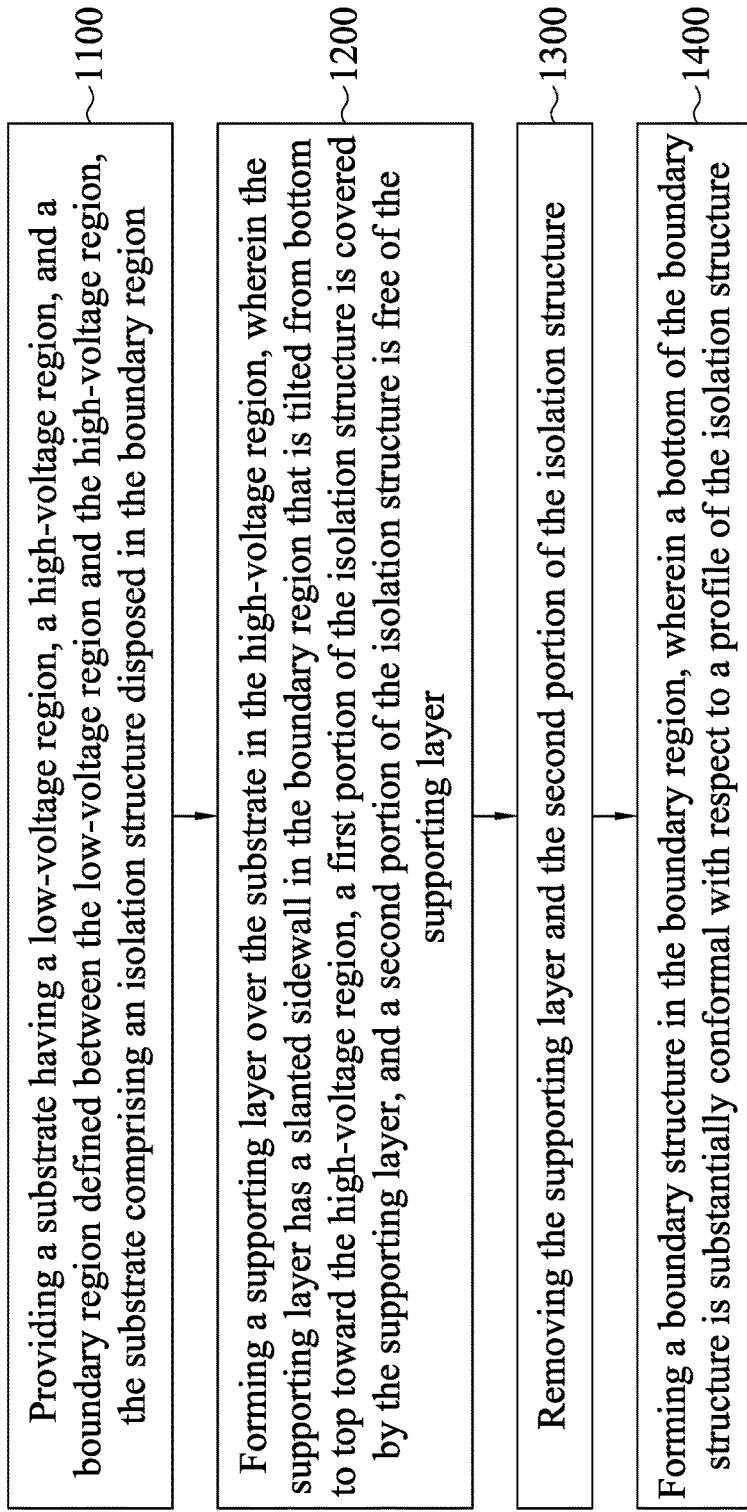 Providing a substrate having a low-voltage region, a high-voltage region, and a
boundary region defined between the low-voltage region and the high-voltage region,
the substrate comprising an isolation structure disposed in the boundary region
1100
Forming a supporting layer over the substrate in the high-voltage region, wherein the
supporting layer has a slanted sidewall in the boundary region that is tilted from bottom
to top toward the high-voltage region, a first portion of the isolation structure is covered
by the supporting layer, and a second portion of the isolation structure is free of the
supporting layer
1200
Removing the supporting layer and the second portion of the isolation structure
1300
Forming a boundary structure in the boundary region, wherein a bottom of the boundary
structure is substantially conformal with respect to a profile of the isolation structure
1400